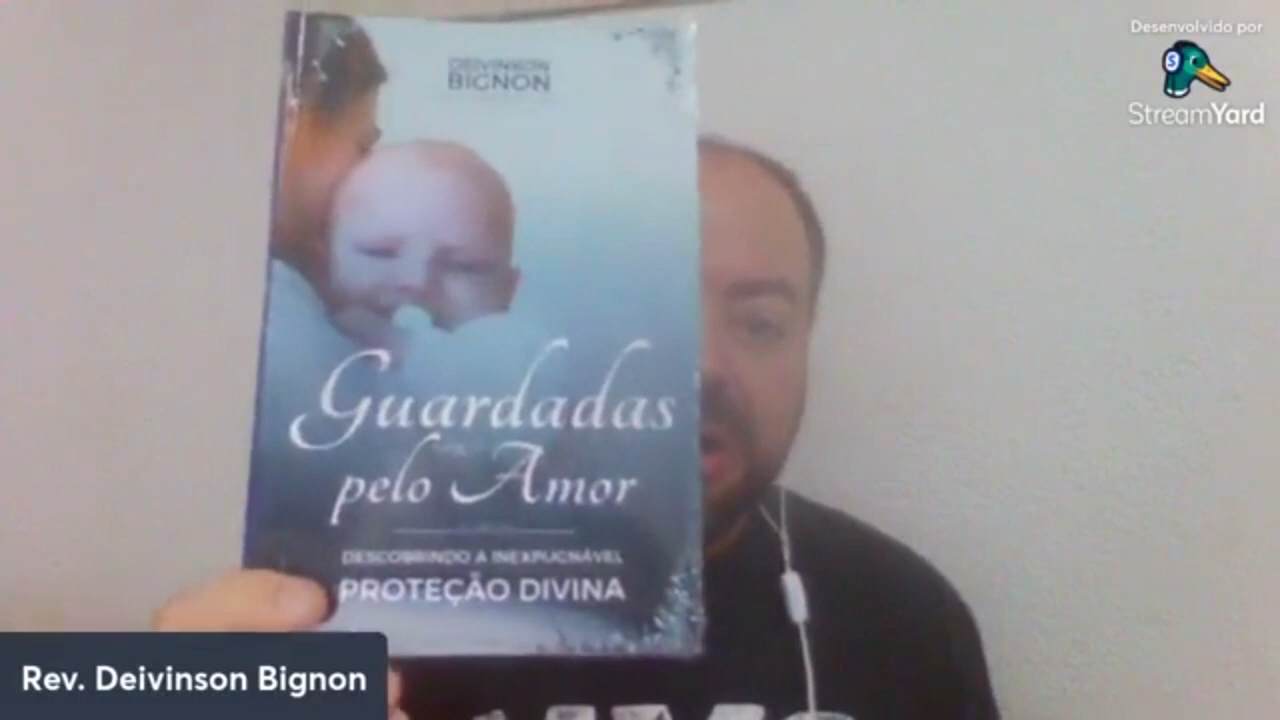 Desenvolvido por
StreamYard
DEIVINSON
BIGNON
Guardadas
pelo Amor
DESCOBRINDO A INEXPUGNÁVEL
PROTEÇÃO DIVINA
Rev. Deivinson Bignon